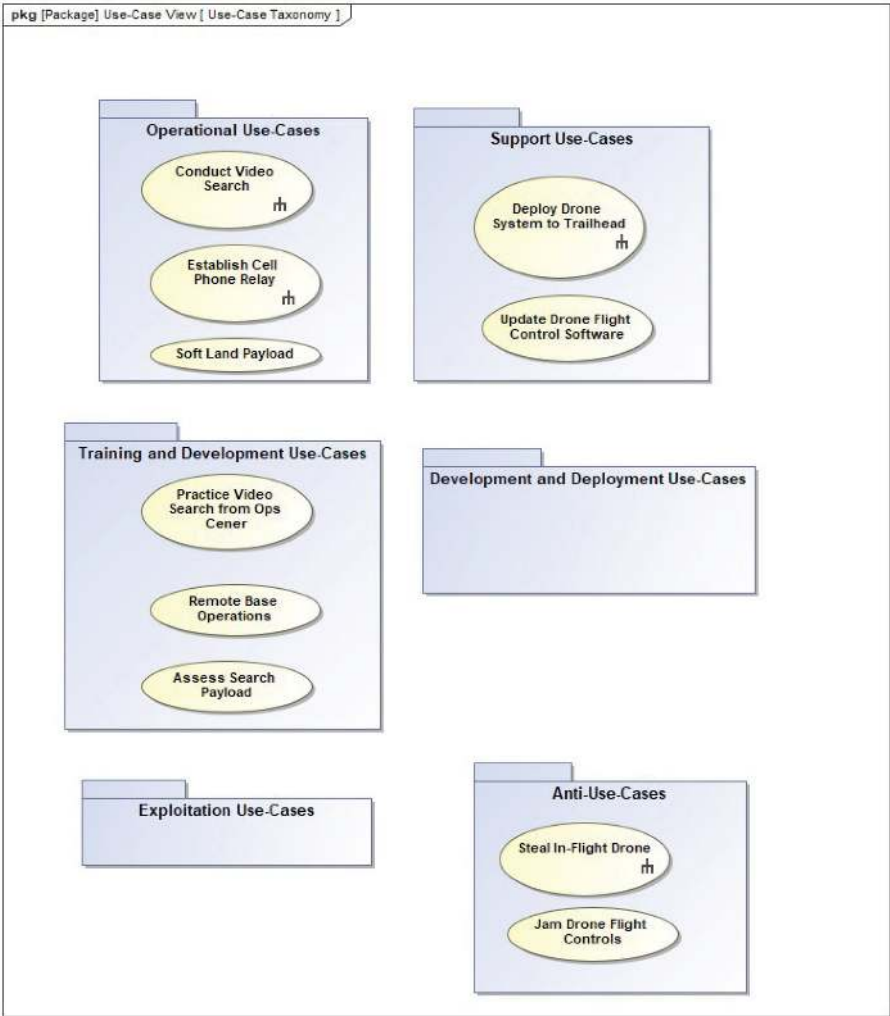 pkg [Package] Use-Case View [ Use-Case Taxonomy ]
Operational Use-Cases
Conduct Video
Search
Establish Cell
Phone Relay
Soft Land Payload
Support Use-Cases
Deploy Drone
System to Trailhead
Update Drone Flight
Control Software
Training and Development Use-Cases
Practice Video
Search from Ops
Cener
Remote Base
Operations
Assess Search
Payload
Development and Deployment Use-Cases
Exploitation Use-Cases
Anti-Use-Cases
Steal In-Flight Drone
Jam Drone Flight
Controls